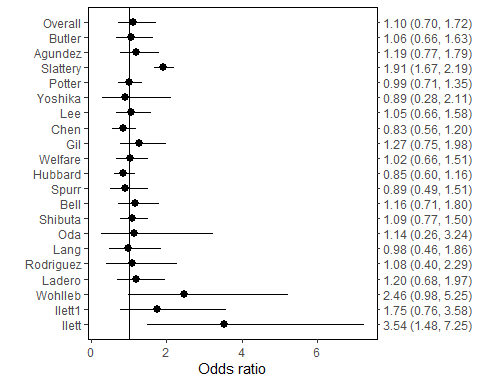 Overall 1.10 (0.70, 1.72)
Butler 1.06 (0.66, 1.63)
Agundez 1.19 (0.77, 1.79)
Slattery 1.91 (1.67, 2.19)
Potter 0.99 (0.71, 1.35)
Yoshika 0.89 (0.28, 2.11)
Lee 1.05 (0.66, 1.58)
Chen 0.83 (0.56, 1.20)
Gil 1.27 (0.75, 1.98)
Welfare 1.02 (0.66, 1.51)
Hubbard 0.85 (0.60, 1.16)
Spurr 0.89 (0.49, 1.51)
Bell 1.16 (0.71, 1.80)
Shibuta 1.09 (0.77, 1.50)
Oda 1.14 (0.26, 3.24)
Lang 0.98 (0.46, 1.86)
Rodriguez 1.08 (0.40, 2.29)
Ladero 1.20 (0.68, 1.97)
Wohlleb 2.46 (0.98, 5.25)
Ilett1 1.75 (0.76, 3.58)
Ilett 3.54 (1.48, 7.25)
0 2 4 6
Odds ratio